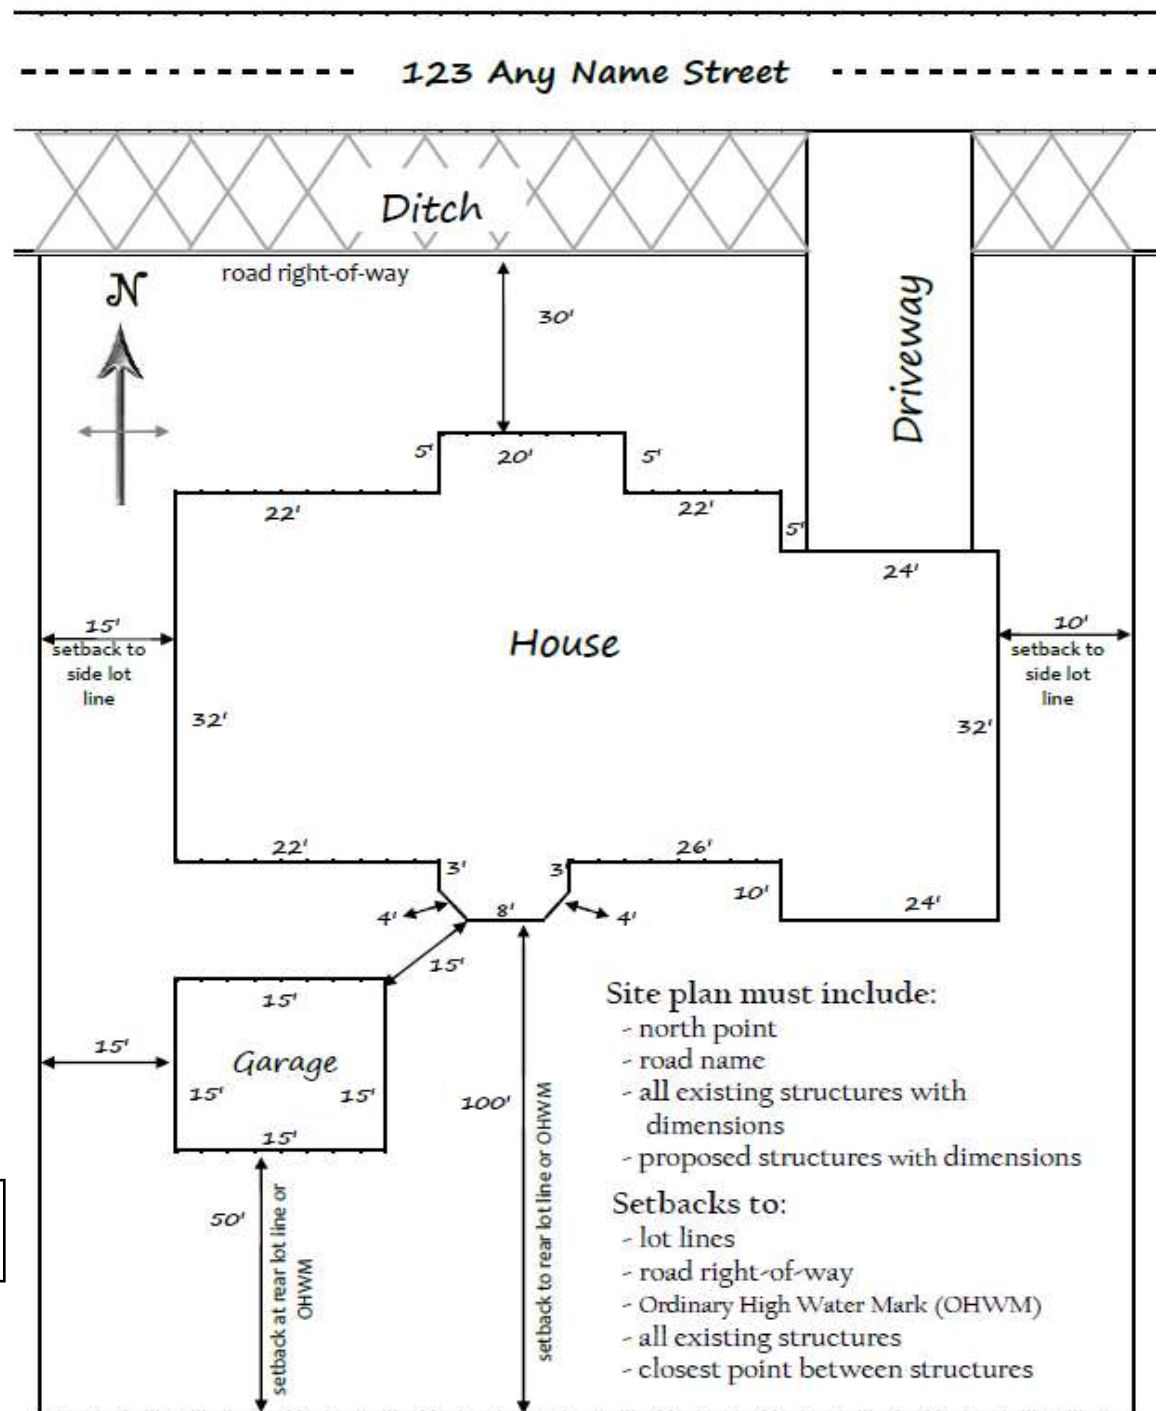 123 Any Name Street
Ditch
road right-of-way
N
30'
Driveway
5'
20'
5'
22'
22'
5'
24'
15'
setback to
side lot
line
House
10'
setback to
side lot
line
32'
32'
22'
3'
3'
26'
10'
24'
4'
8'
4'
15'
15'
15'
Garage
15'
15'
15'
100'
setback to rear lot line or OHWM
50'
setback at rear lot line or
OHWM
Site plan must include:
- north point
- road name
- all existing structures with
dimensions
- proposed structures with dimensions
Setbacks to:
- lot lines
- road right-of-way
- Ordinary High Water Mark (OHWM)
- all existing structures
- closest point between structures